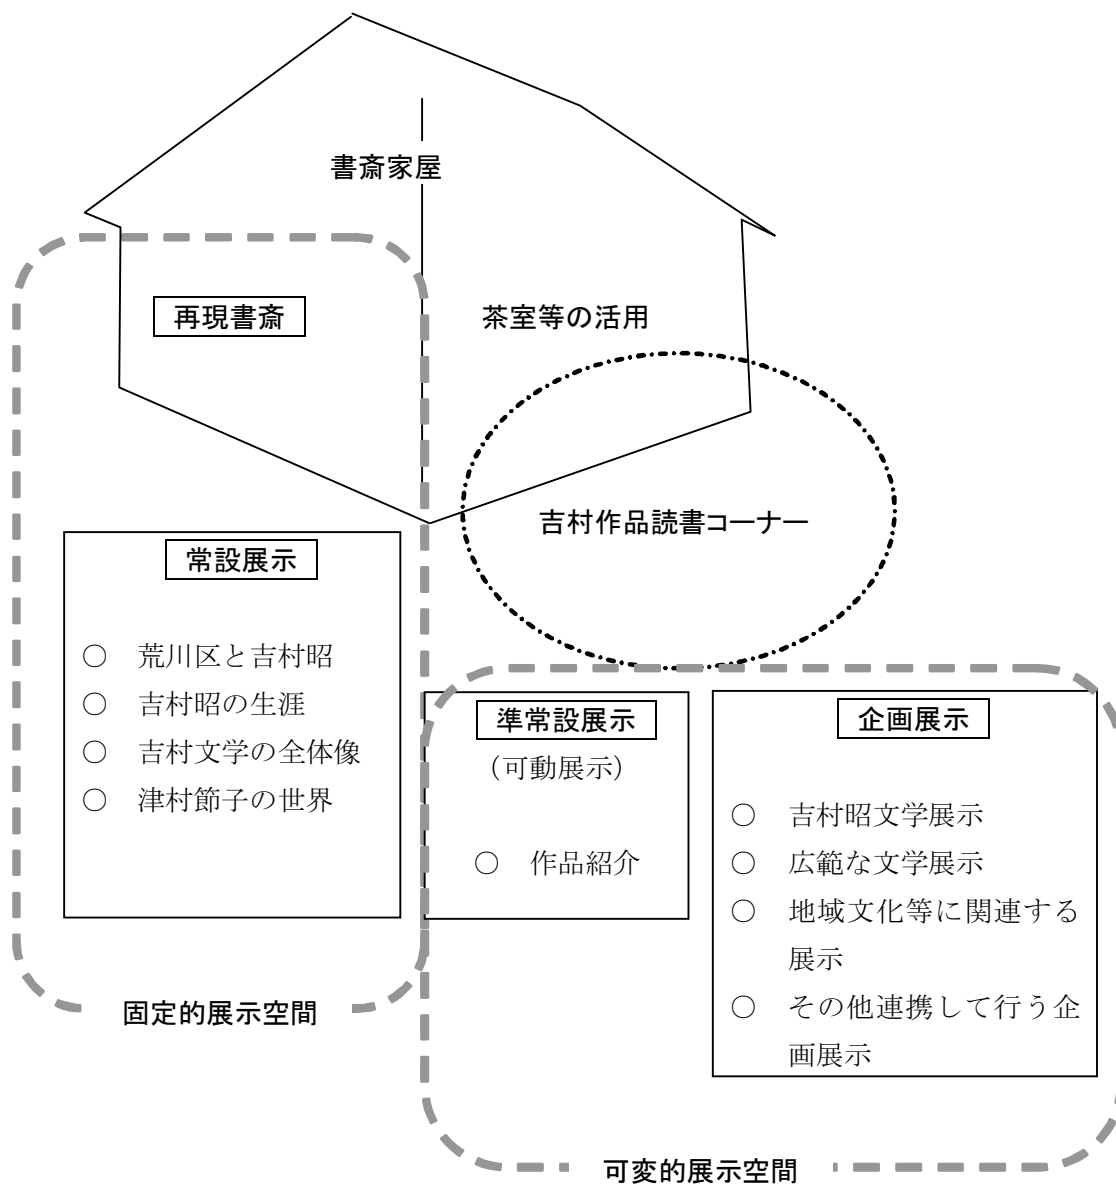 書斎家屋
再現書斎
茶室等の活用
吉村作品読書コーナー
常設展示
○ 荒川区と吉村昭
○ 吉村昭の生涯
○ 吉村文学の全体像
○ 津村節子の世界
固定的展示空間
準常設展示
（可動展示）
○ 作品紹介
企画展示
○ 吉村昭文学展示
○ 広範な文学展示
○ 地域文化等に関連する
展示
○ その他連携して行う企
画展示
可変的展示空間